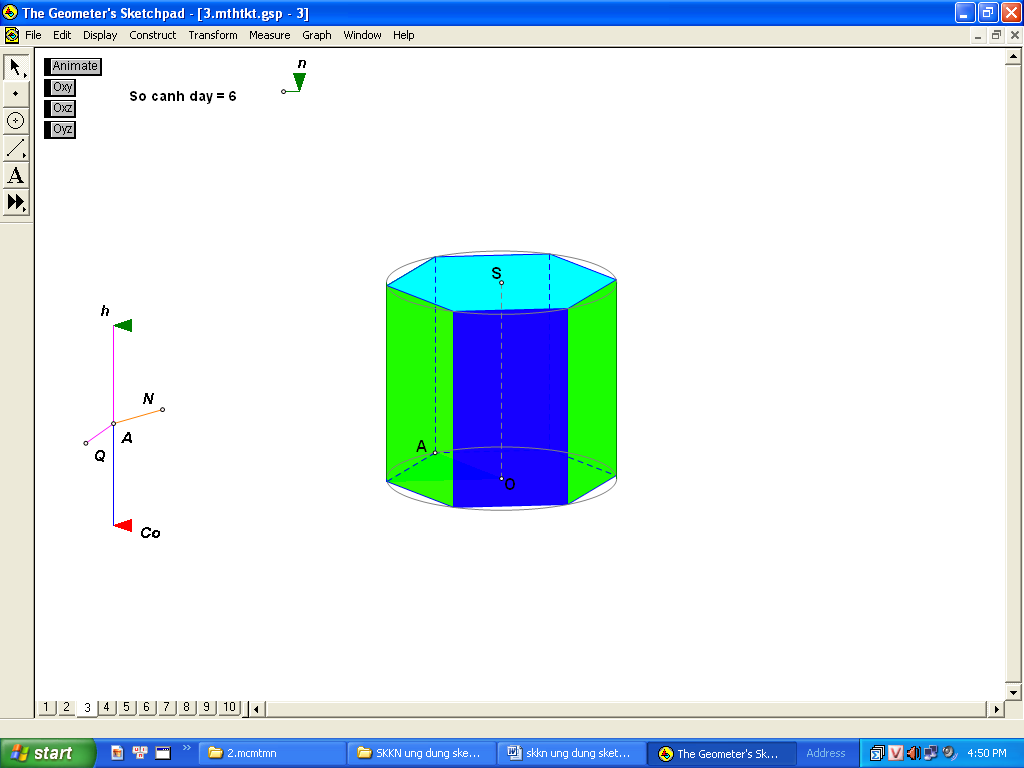 The Geometer's Sketchpad - [3.mthtkt.gsp - 3]
File Edit Display Construct Transform Measure Graph Window Help
Animate
Oxy
Oxz
Oyz
So canh day = 6
n
A
S
h
N
A
Q
A
O
Co
1 2 3 4 5 6 7 8 9 10
start
2.mcmtmn
SKKN ung dung ske...
skkn ung dung sket...
The Geometer's Sk...
Address
4:50 PM